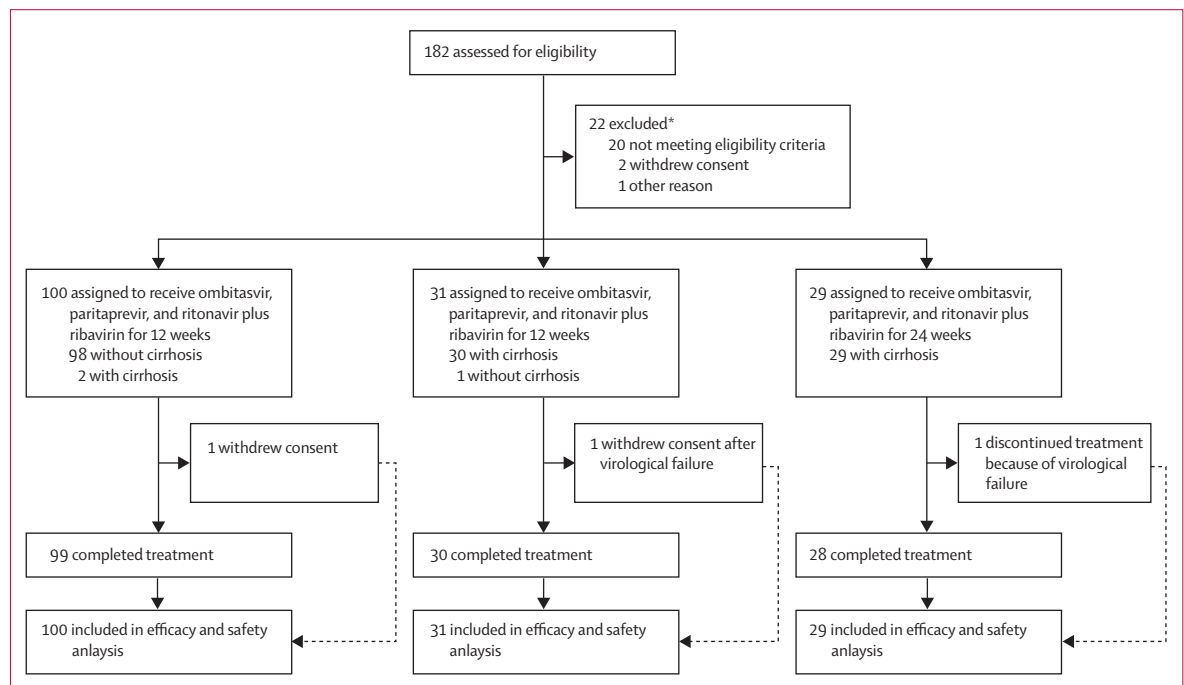 182 assessed for eligibility
22 excluded*
20 not meeting eligibility criteria
2 withdrew consent
1 other reason
100 assigned to receive ombitasvir,
paritaprevir, and ritonavir plus
ribavirin for 12 weeks
98 without cirrhosis
2 with cirrhosis
31 assigned to receive ombitasvir,
paritaprevir, and ritonavir plus
ribavirin for 12 weeks
30 with cirrhosis
1 without cirrhosis
29 assigned to receive ombitasvir,
paritaprevir, and ritonavir plus
ribavirin for 24 weeks
29 with cirrhosis
1 withdrew consent
1 withdrew consent after
virological failure
1 discontinued treatment
because of virological
failure
99 completed treatment
30 completed treatment
28 completed treatment
100 included in efficacy and safety
anlaysis
31 included in efficacy and safety
anlaysis
29 included in efficacy and safety
anlaysis